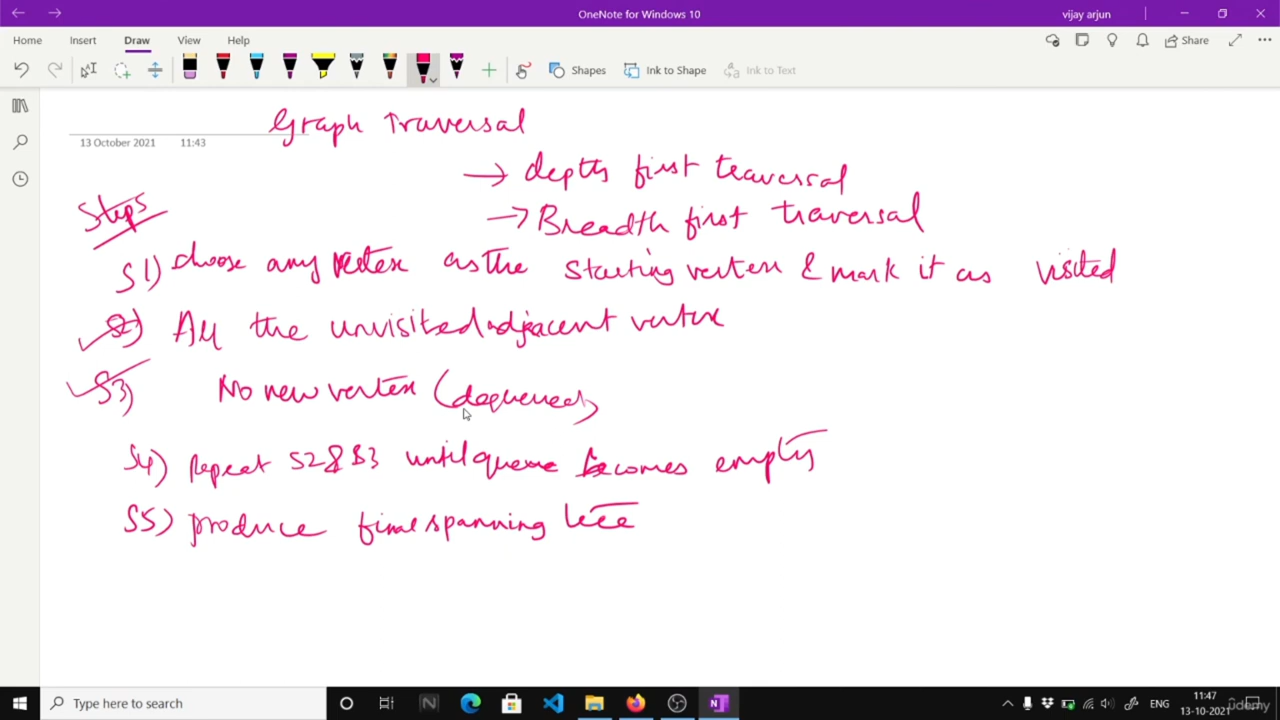 OneNote for Windows 10
vijay arjun
Home Insert Draw View Help
Share
Shapes Ink to Shape Ink to Text
Graph Traversal
13 October 2021 11:43
→ depth first traversal
→ Breadth first traversal
Steps
S1) choose any vertex as the starting vertex & mark it as visited
S2) All the unvisited adjacent vertex
S3) No new vertex (dequeued)
S4) Repeat S2 & S3 until queue becomes empty
S5) produce final spanning tree
Type here to search
ENG
11:47
13-10-2021
ûdemy